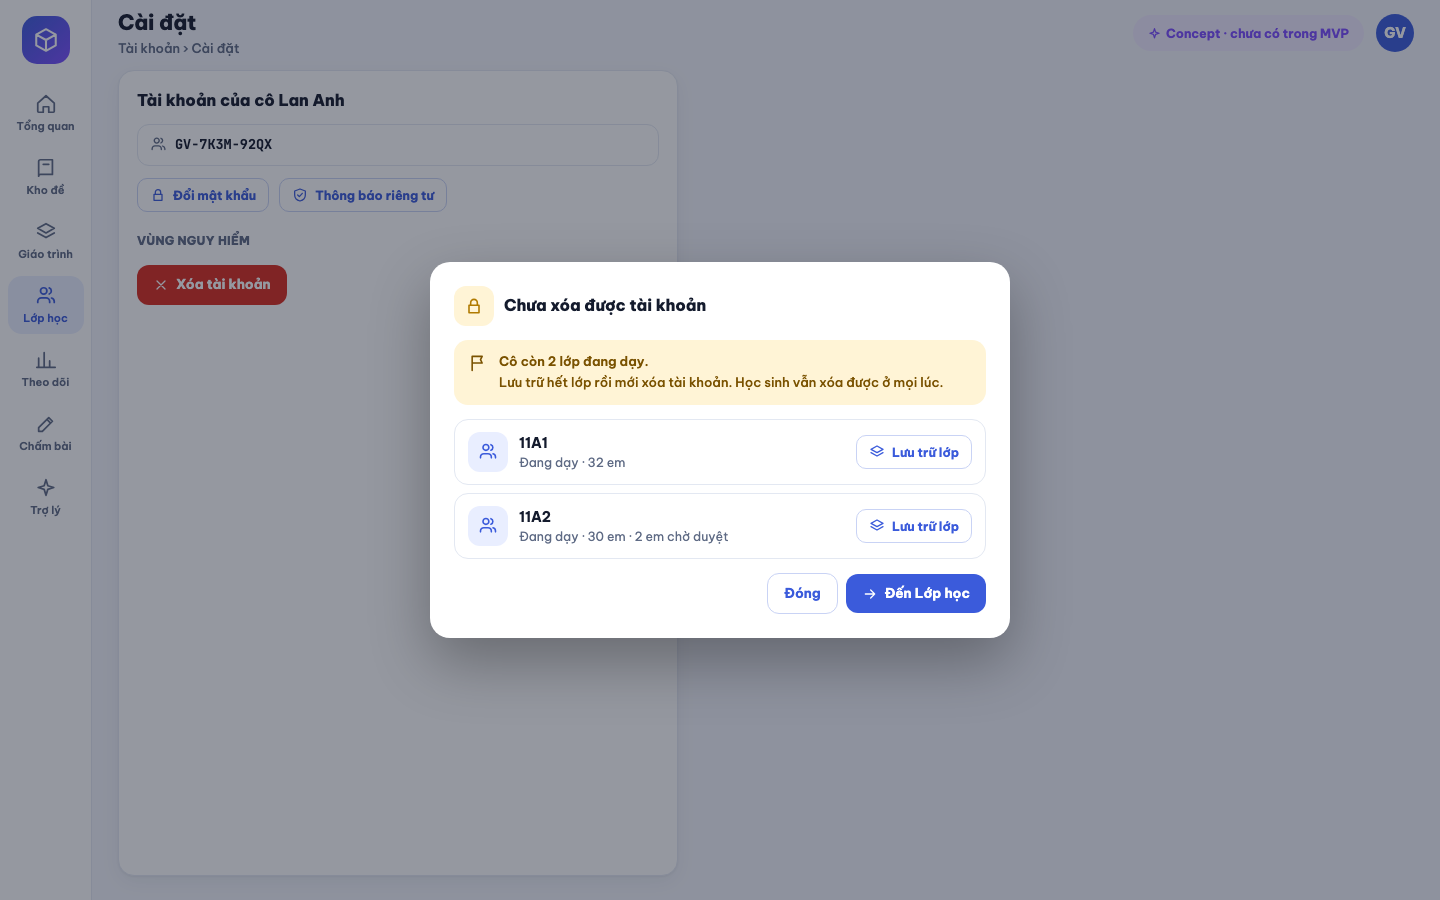 Cài đặt
Tài khoản › Cài đặt
Concept · chưa có trong MVP
GV
Tổng quan
Kho đề
Giáo trình
Lớp học
Theo dõi
Chấm bài
Trợ lý
Tài khoản của cô Lan Anh
GV-7K3M-92QX
Đổi mật khẩu
Thông báo riêng tư
VÙNG NGUY HIỂM
Xóa tài khoản
Chưa xóa được tài khoản
Cô còn 2 lớp đang dạy.
Lưu trữ hết lớp rồi mới xóa tài khoản. Học sinh vẫn xóa được ở mọi lúc.
11A1
Đang dạy · 32 em
Lưu trữ lớp
11A2
Đang dạy · 30 em · 2 em chờ duyệt
Lưu trữ lớp
Đóng
Đến Lớp học